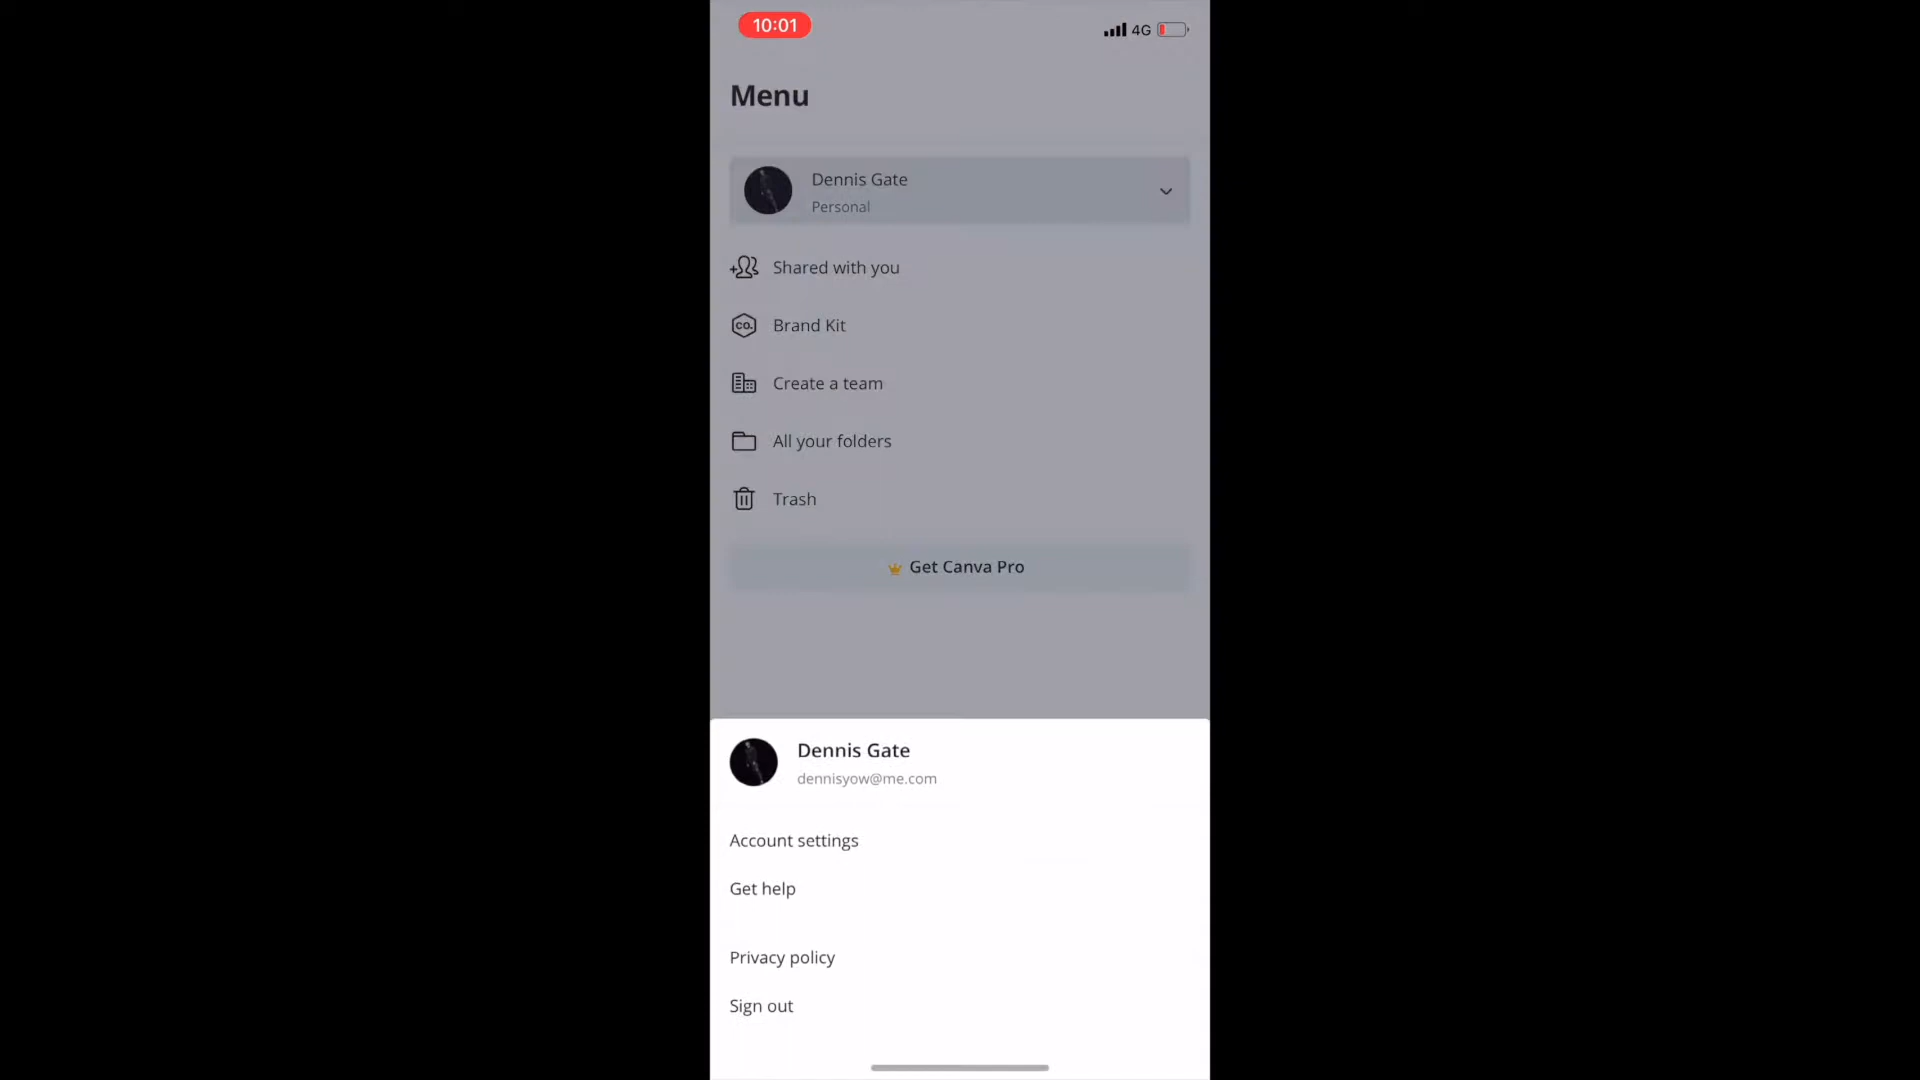 10:01
4G
Menu
Dennis Gate
Personal
Shared with you
CO.
Brand Kit
Create a team
All your folders
Trash
Get Canva Pro
Dennis Gate
dennisyow@me.com
Account settings
Get help
Privacy policy
Sign out